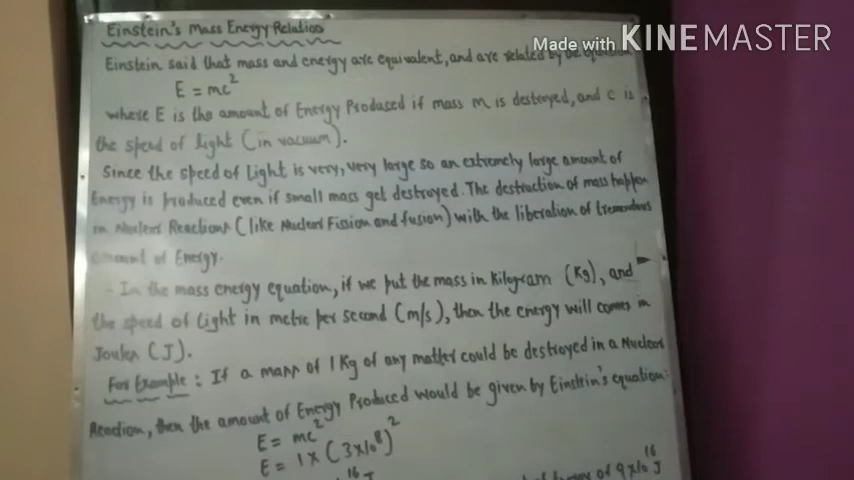 Einstein's Mass Energy Relation
Made with KINEMASTER
Einstein said that mass and energy are equivalent, and are related by
E = mc²
where E is the amount of Energy Produced if mass m is destroyed, and c is
the speed of light (in vacuum).
Since the speed of Light is very, very large so an extremely large amount of
Energy is produced even if small mass get destroyed. The destruction of mass happen
in Nuclear Reactions (like Nuclear Fission and fusion) with the liberation of tremendous
amount of Energy.
- In the mass energy equation, if we put the mass in kilogram (Kg), and
the speed of Light in metre per second (m/s), then the energy will comes in
Joules (J).
For Example : If a mass of 1 Kg of any matter could be destroyed in a Nuclear
Reaction, then the amount of Energy Produced would be given by Einstein's equation:
E = mc²
E = 1 × (3×10⁸)²
of 9×10¹⁶ J